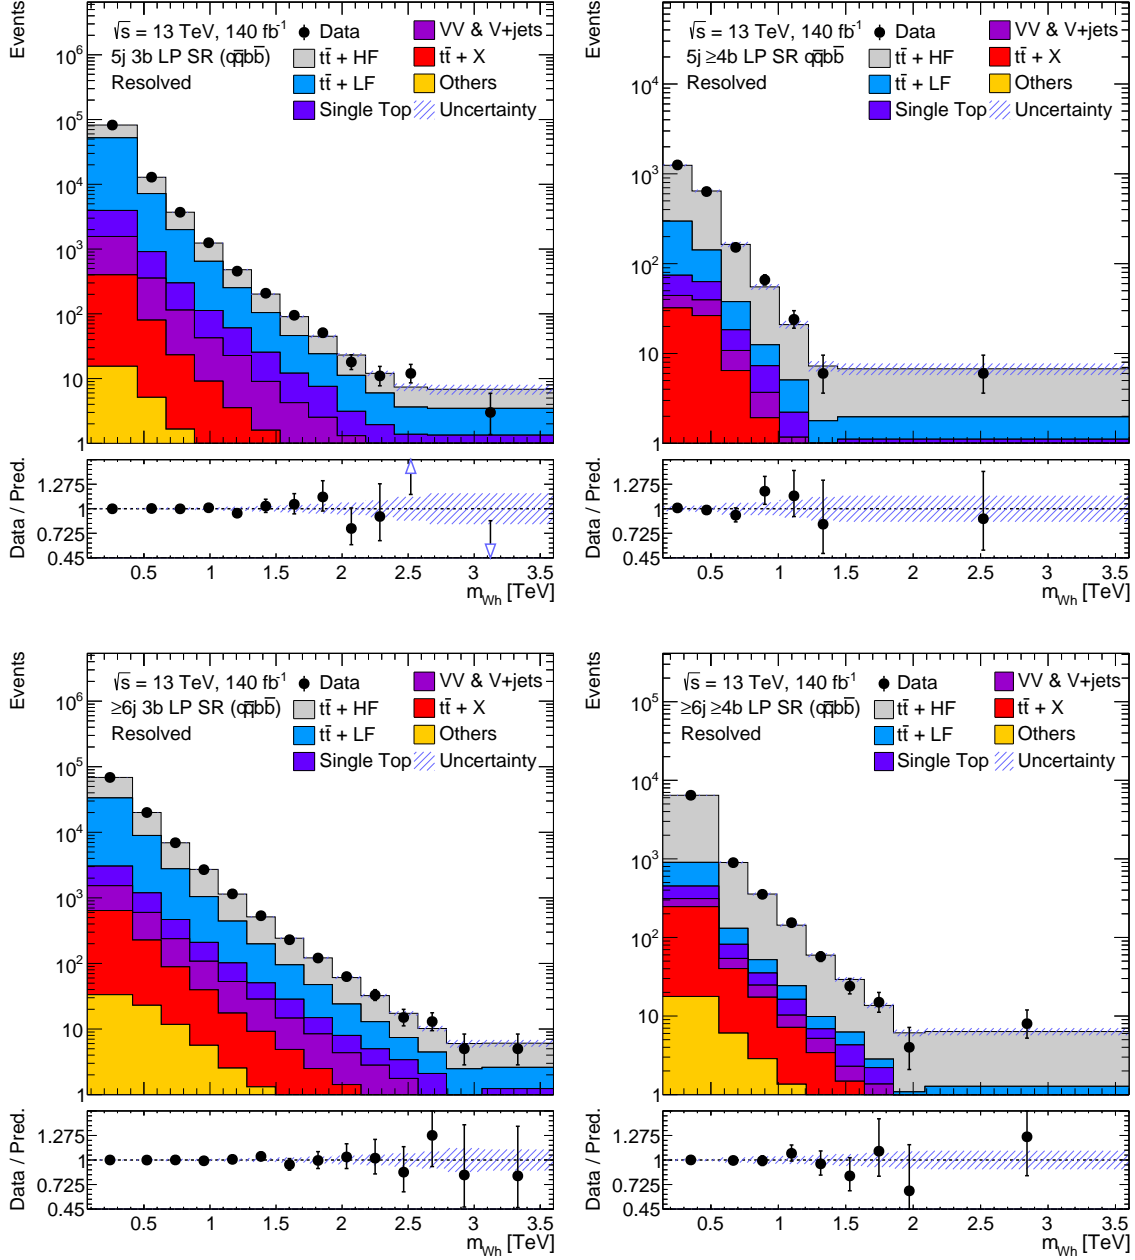 Events
√s = 13 TeV, 140 fb⁻¹
5j 3b LP SR (qq̄bb̄)
Resolved
Data
tt̄ + HF
tt̄ + LF
Single Top
VV & V+jets
tt̄ + X
Others
Uncertainty
10⁶
10⁵
10⁴
10³
10²
10
1
Data / Pred.
1.275
1
0.725
0.45
0.5 1 1.5 2 2.5 3 3.5
m_Wh [TeV]
Events
√s = 13 TeV, 140 fb⁻¹
5j ≥4b LP SR qq̄bb̄
Resolved
Data
tt̄ + HF
tt̄ + LF
Single Top
VV & V+jets
tt̄ + X
Others
Uncertainty
10⁴
10³
10²
10
1
Data / Pred.
1.275
1
0.725
0.45
0.5 1 1.5 2 2.5 3 3.5
m_Wh [TeV]
Events
√s = 13 TeV, 140 fb⁻¹
≥6j 3b LP SR (qq̄bb̄)
Resolved
Data
tt̄ + HF
tt̄ + LF
Single Top
VV & V+jets
tt̄ + X
Others
Uncertainty
10⁶
10⁵
10⁴
10³
10²
10
1
Data / Pred.
1.275
1
0.725
0.45
0.5 1 1.5 2 2.5 3 3.5
m_Wh [TeV]
Events
√s = 13 TeV, 140 fb⁻¹
≥6j ≥4b LP SR (qq̄bb̄)
Resolved
Data
tt̄ + HF
tt̄ + LF
Single Top
VV & V+jets
tt̄ + X
Others
Uncertainty
10⁵
10⁴
10³
10²
10
1
Data / Pred.
1.275
1
0.725
0.45
0.5 1 1.5 2 2.5 3 3.5
m_Wh [TeV]